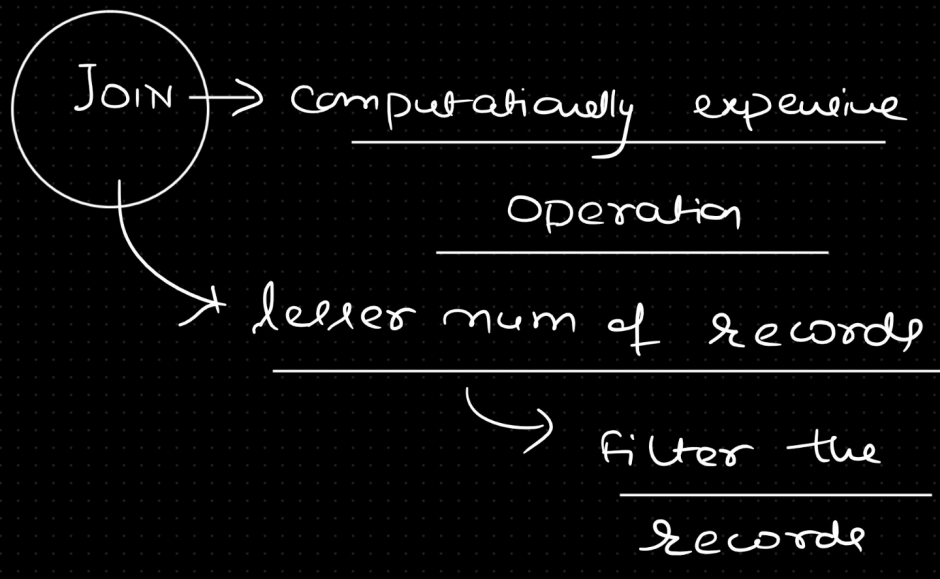 JOIN → computationally expensive
operation
lesser num of records
filter the
records